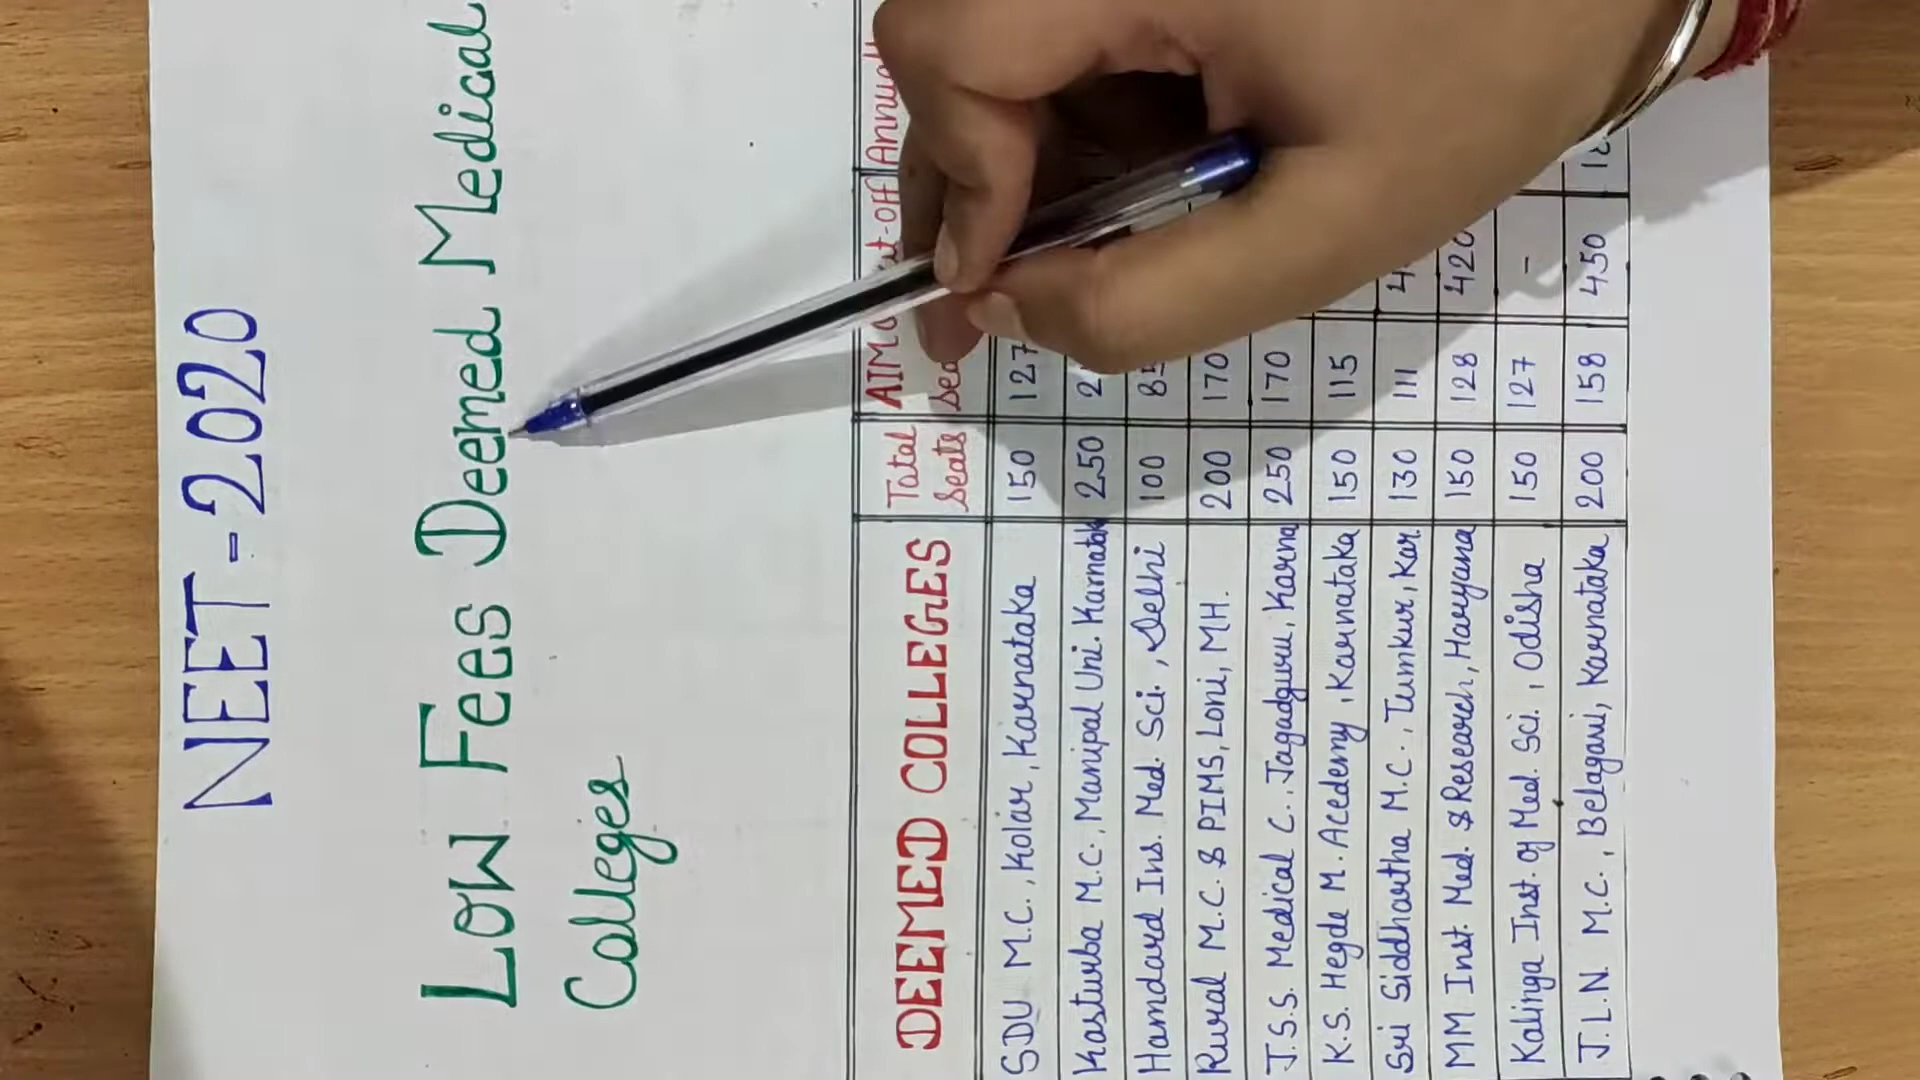 NEET-2020
Low Fees Deemed Medical
Colleges
DEEMED COLLEGES Total Seats AIM Annual
SDU M.C., Kolar, Karnataka 150 127
Kasturba M.C., Manipal Uni. Karnatak 250
Hamdard Ins. Med. Sci., Delhi 100
Rural M.C. & PIMS, Loni, MH. 200 170
J.S.S. Medical C., Jagadguru, Karna 250 170
K.S. Hegde M. Acedemy, Karnataka 150 115
Sri Siddhartha M.C., Tumkur, Kar. 130 111
MM Inst. Med. & Research, Haryana 150 128 420
Kalinga Inst. of Med. Sci., Odisha 150 127 -
J.L.N. M.C., Belagavi, Karnataka 200 158 450